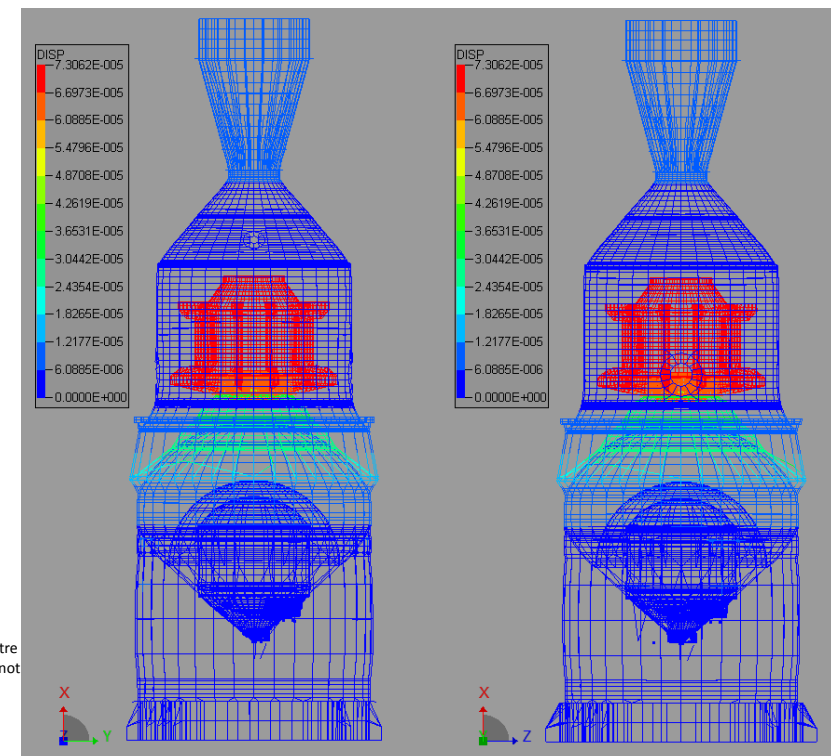 DISP
7.3062E-005
6.6973E-005
6.0885E-005
5.4796E-005
4.8708E-005
4.2619E-005
3.6531E-005
3.0442E-005
2.4354E-005
1.8265E-005
1.2177E-005
6.0885E-006
0.0000E+000
DISP
7.3062E-005
6.6973E-005
6.0885E-005
5.4796E-005
4.8708E-005
4.2619E-005
3.6531E-005
3.0442E-005
2.4354E-005
1.8265E-005
1.2177E-005
6.0885E-006
0.0000E+000
tre
not
X
Z
Y
X
Y
Z